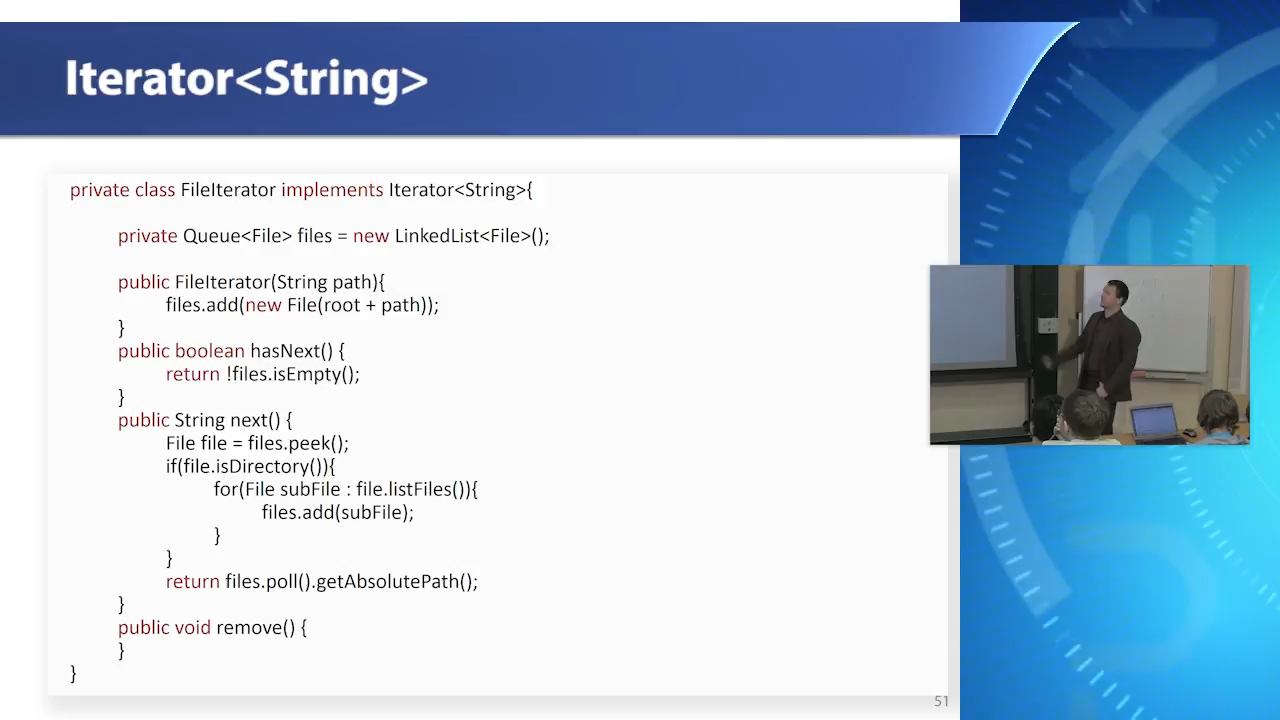 Iterator<String>
private class FileIterator implements Iterator<String>{
private Queue<File> files = new LinkedList<File>();
public FileIterator(String path){
files.add(new File(root + path));
}
public boolean hasNext() {
return !files.isEmpty();
}
public String next() {
File file = files.peek();
if(file.isDirectory()){
for(File subFile : file.listFiles()){
files.add(subFile);
}
}
return files.poll().getAbsolutePath();
}
public void remove() {
}
}
51